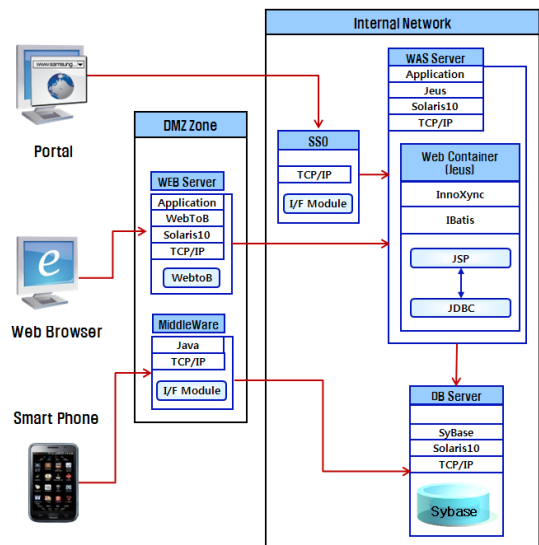 Internal Network
www.samsung...
Portal
WAS Server
Application
Jeus
Solaris10
TCP/IP
DMZ Zone
SSO
TCP/IP
I/F Module
Web Container
(Jeus)
InnoXync
IBatis
JSP
JDBC
WEB Server
Application
WebToB
Solaris10
TCP/IP
WebtoB
Web Browser
MiddleWare
Java
TCP/IP
I/F Module
Smart Phone
DB Server
SyBase
Solaris10
TCP/IP
Sybase